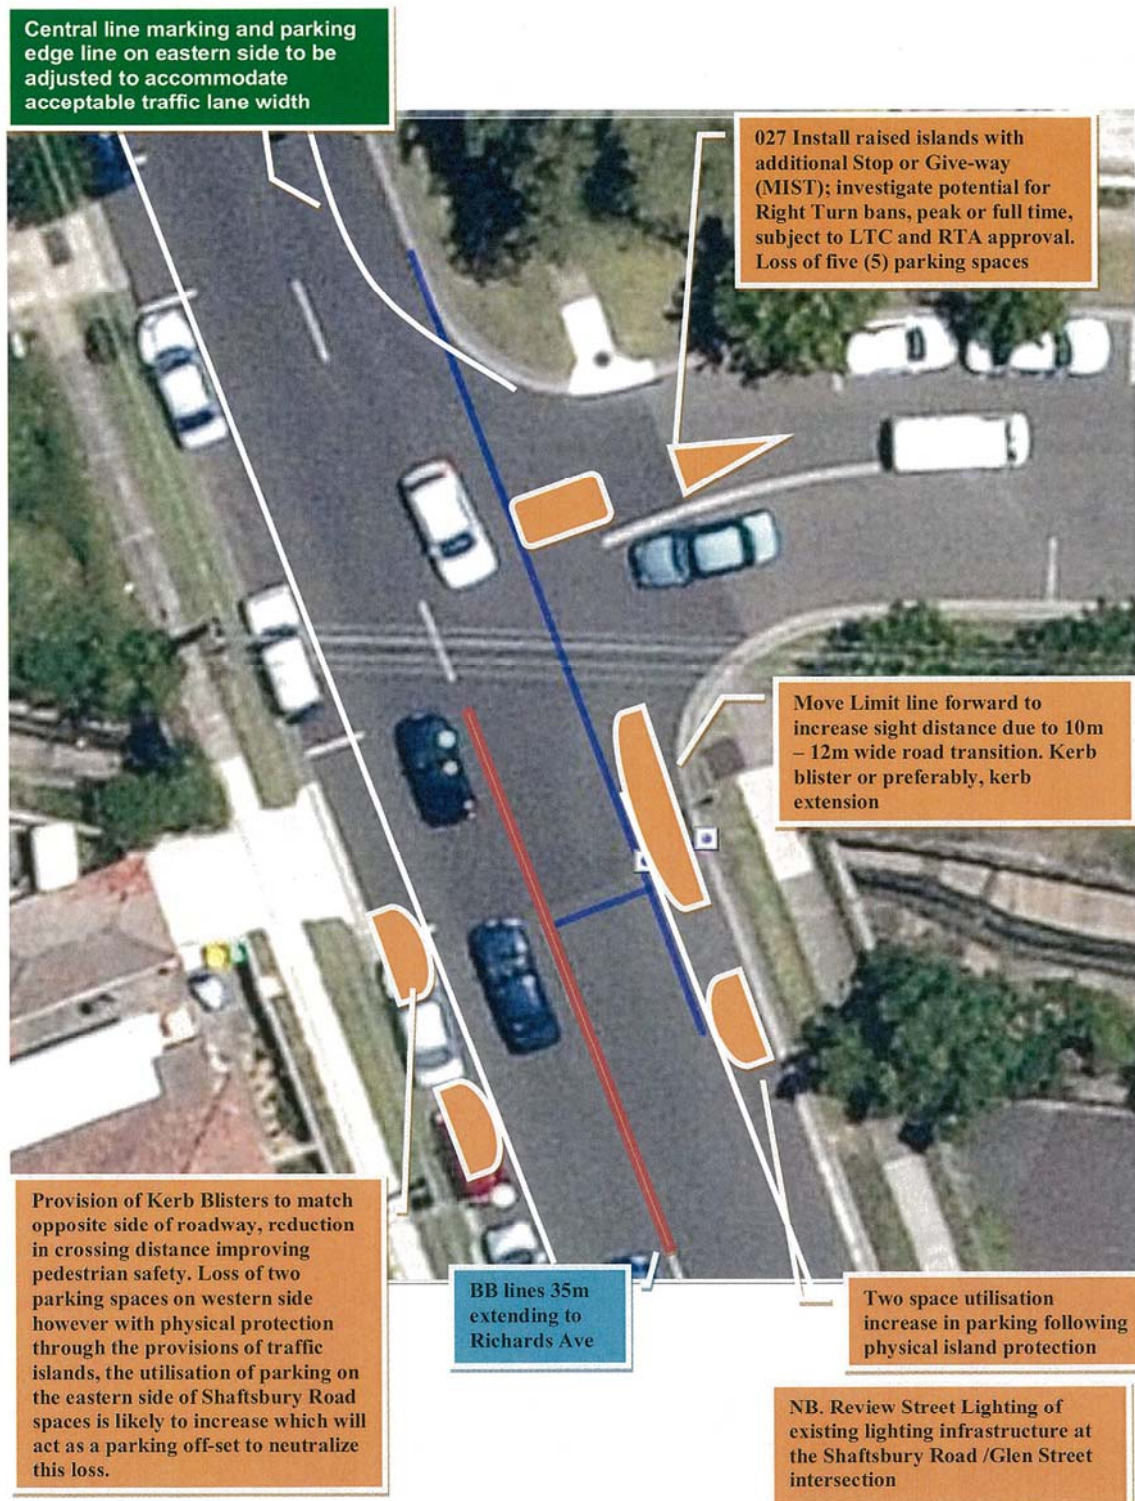 Central line marking and parking
edge line on eastern side to be
adjusted to accommodate
acceptable traffic lane width
027 Install raised islands with
additional Stop or Give-way
(MIST); investigate potential for
Right Turn bans, peak or full time,
subject to LTC and RTA approval.
Loss of five (5) parking spaces
Move Limit line forward to
increase sight distance due to 10m
– 12m wide road transition. Kerb
blister or preferably, kerb
extension
Provision of Kerb Blisters to match
opposite side of roadway, reduction
in crossing distance improving
pedestrian safety. Loss of two
parking spaces on western side
however with physical protection
through the provisions of traffic
islands, the utilisation of parking on
the eastern side of Shaftsbury Road
spaces is likely to increase which will
act as a parking off-set to neutralize
this loss.
BB lines 35m
extending to
Richards Ave
Two space utilisation
increase in parking following
physical island protection
NB. Review Street Lighting of
existing lighting infrastructure at
the Shaftsbury Road /Glen Street
intersection